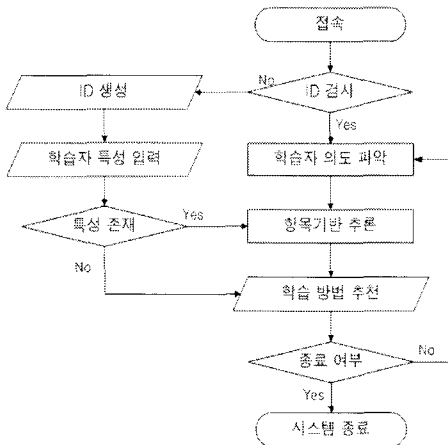 접속
No
ID 생성
ID 검사
Yes
학습자 특성 입력
학습자 의도 파악
특성 존재
Yes
항목기반 추론
No
학습 방법 추천
종료 여부
No
Yes
시스템 종료